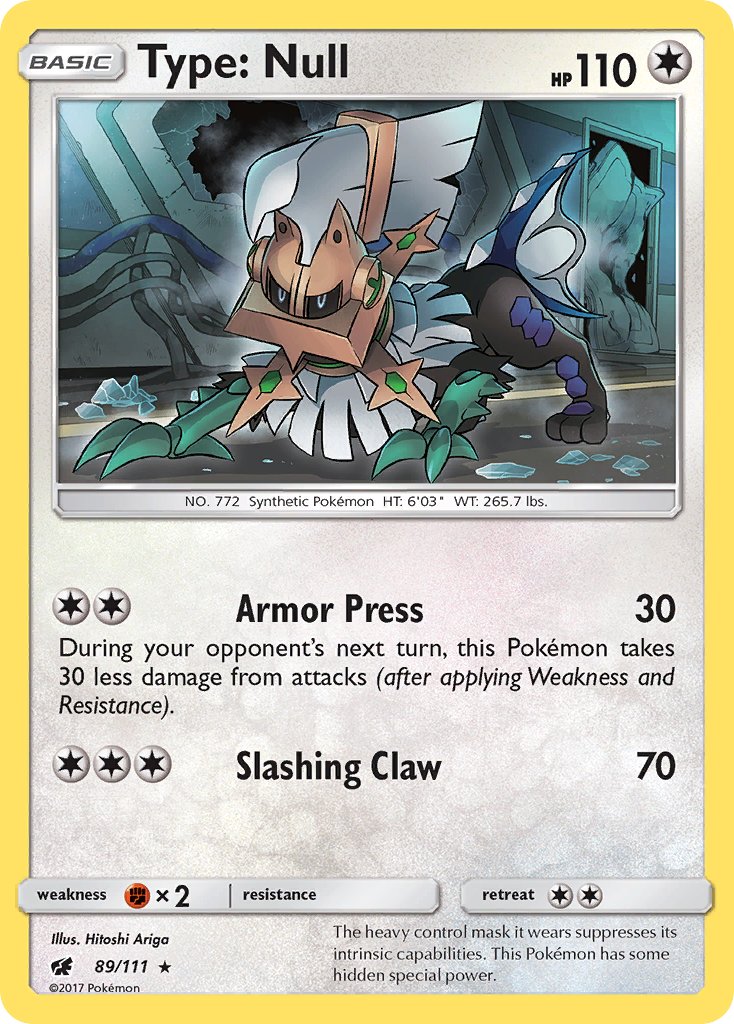 BASIC Type: Null HP 110
NO. 772 Synthetic Pokémon HT: 6'03" WT: 265.7 lbs.
Armor Press 30
During your opponent's next turn, this Pokémon takes
30 less damage from attacks (after applying Weakness and
Resistance).
Slashing Claw 70
weakness ×2 resistance retreat
Illus. Hitoshi Ariga
89/111 ★
©2017 Pokémon
The heavy control mask it wears suppresses its
intrinsic capabilities. This Pokémon has some
hidden special power.